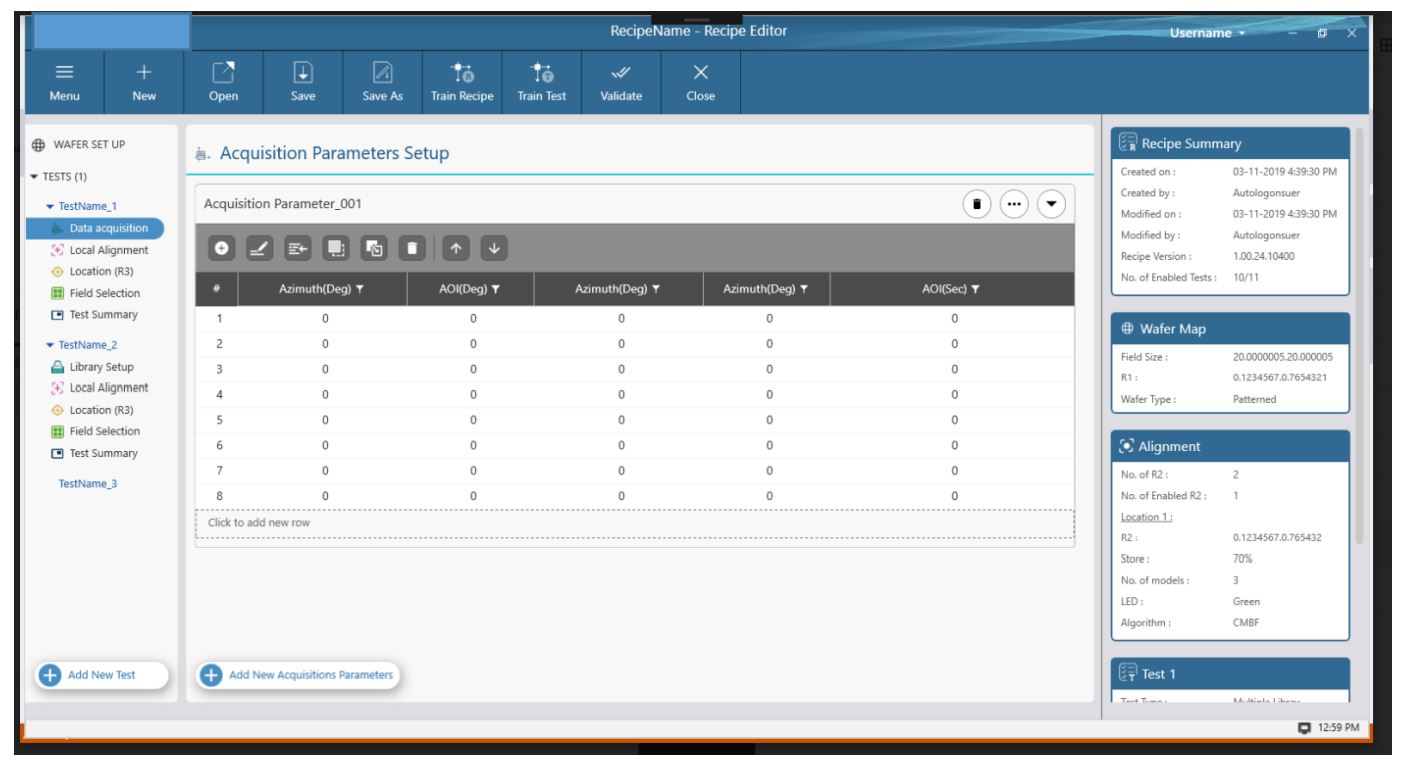 RecipeName - Recipe Editor
Username
Menu
New
Open
Save
Save As
Train Recipe
Train Test
Validate
Close
WAFER SET UP
TESTS (1)
TestName_1
Data acquisition
Local Alignment
Location (R3)
Field Selection
Test Summary
TestName_2
Library Setup
Local Alignment
Location (R3)
Field Selection
Test Summary
TestName_3
Add New Test
Acquisition Parameters Setup
Acquisition Parameter_001
# Azimuth(Deg) AOI(Deg) Azimuth(Deg) Azimuth(Deg) AOI(Sec)
1 0 0 0 0 0
2 0 0 0 0 0
3 0 0 0 0 0
4 0 0 0 0 0
5 0 0 0 0 0
6 0 0 0 0 0
7 0 0 0 0 0
8 0 0 0 0 0
Click to add new row
Add New Acquisitions Parameters
Recipe Summary
Created on : 03-11-2019 4:39:30 PM
Created by : Autologonsuer
Modified on : 03-11-2019 4:39:30 PM
Modified by : Autologonsuer
Recipe Version : 1.00.24.10400
No. of Enabled Tests : 10/11
Wafer Map
Field Size : 20.0000005.20.000005
R1 : 0.1234567.0.7654321
Wafer Type : Patterned
Alignment
No. of R2 : 2
No. of Enabled R2 : 1
Location 1 :
R2 : 0.1234567.0.765432
Store : 70%
No. of models : 3
LED : Green
Algorithm : CMBF
Test 1
Test Type : Multiple Libray
12:59 PM